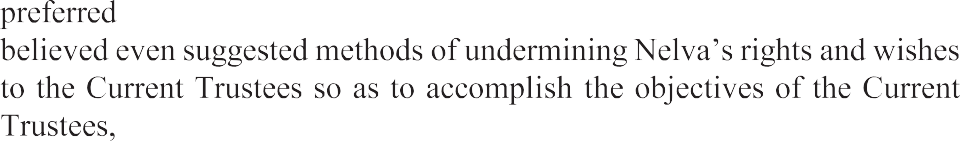 preferred
believed even suggested methods of undermining Nelva’s rights and wishes
to the Current Trustees so as to accomplish the objectives of the Current
Trustees,